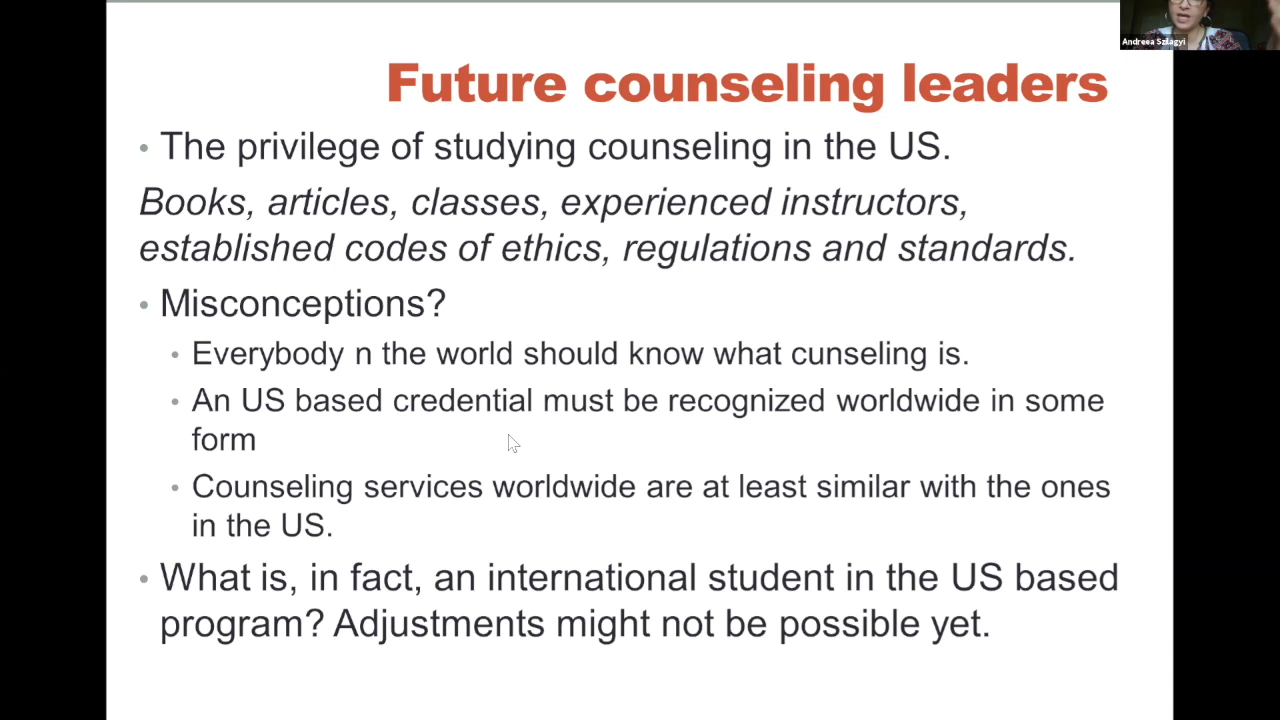 Andreea Szilagyi
Future counseling leaders
• The privilege of studying counseling in the US.
Books, articles, classes, experienced instructors,
established codes of ethics, regulations and standards.
• Misconceptions?
• Everybody n the world should know what cunseling is.
• An US based credential must be recognized worldwide in some
form
• Counseling services worldwide are at least similar with the ones
in the US.
• What is, in fact, an international student in the US based
program? Adjustments might not be possible yet.